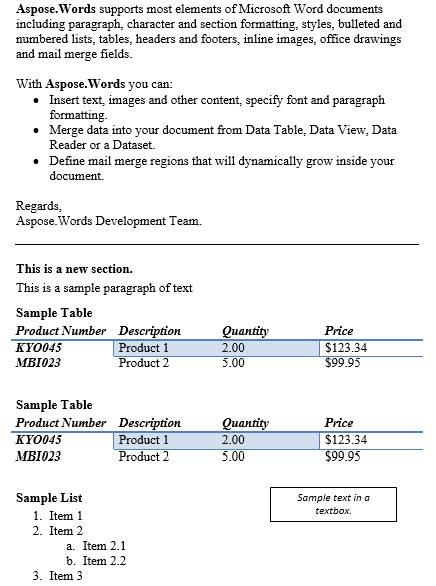 Aspose.Words supports most elements of Microsoft Word documents
including paragraph, character and section formatting, styles, bulleted and
numbered lists, tables, headers and footers, inline images, office drawings
and mail merge fields.
With Aspose.Words you can:
• Insert text, images and other content, specify font and paragraph
formatting.
• Merge data into your document from Data Table, Data View, Data
Reader or a Dataset.
• Define mail merge regions that will dynamically grow inside your
document.
Regards,
Aspose.Words Development Team.
This is a new section.
This is a sample paragraph of text
Sample Table
Product Number Description Quantity Price
KYO045 Product 1 2.00 $123.34
MBI023 Product 2 5.00 $99.95
Sample Table
Product Number Description Quantity Price
KYO045 Product 1 2.00 $123.34
MBI023 Product 2 5.00 $99.95
Sample List
1. Item 1
2. Item 2
a. Item 2.1
b. Item 2.2
3. Item 3
Sample text in a
textbox.